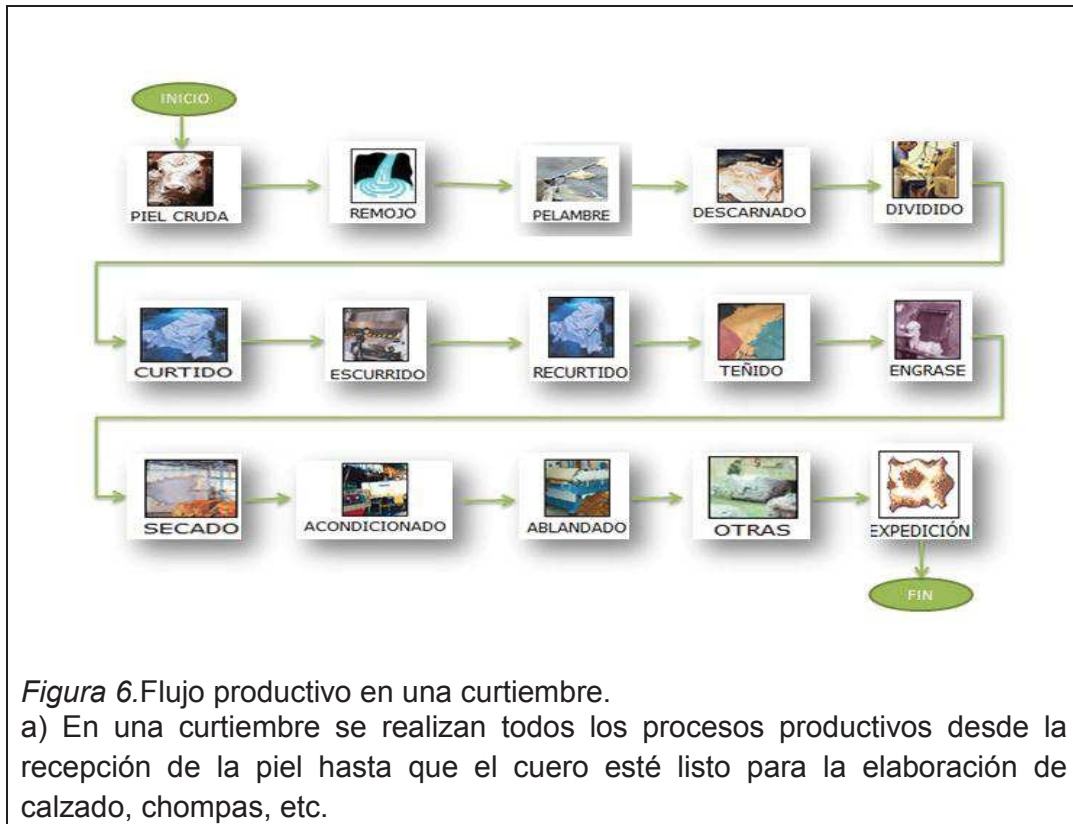 INICIO
PIEL CRUDA
REMOJO
PELAMBRE
DESCARNADO
DIVIDIDO
CURTIDO
ESCURRIDO
RECURTIDO
TEÑIDO
ENGRASE
SECADO
ACONDICIONADO
ABLANDADO
OTRAS
EXPEDICIÓN
FIN
Figura 6.Flujo productivo en una curtiembre.
a) En una curtiembre se realizan todos los procesos productivos desde la
recepción de la piel hasta que el cuero esté listo para la elaboración de
calzado, chompas, etc.